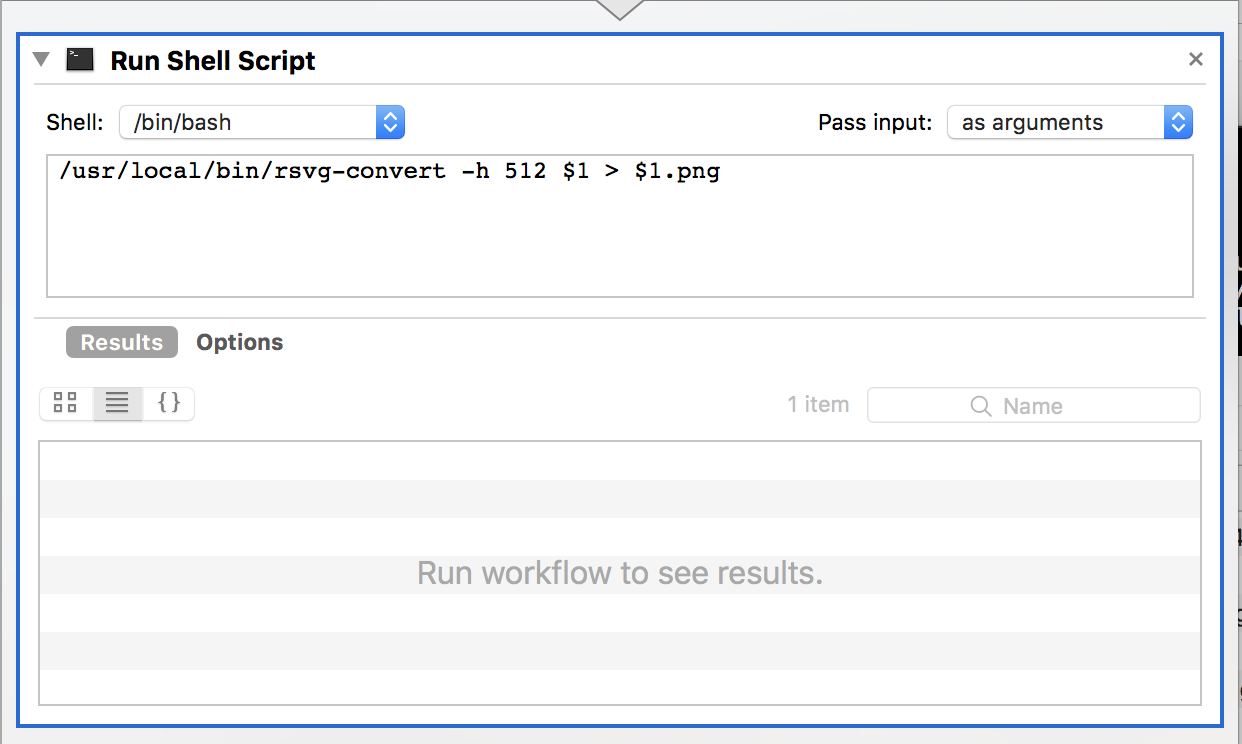 Run Shell Script
Shell: /bin/bash Pass input: as arguments
/usr/local/bin/rsvg-convert -h 512 $1 > $1.png
Results Options
1 item Name
Run workflow to see results.